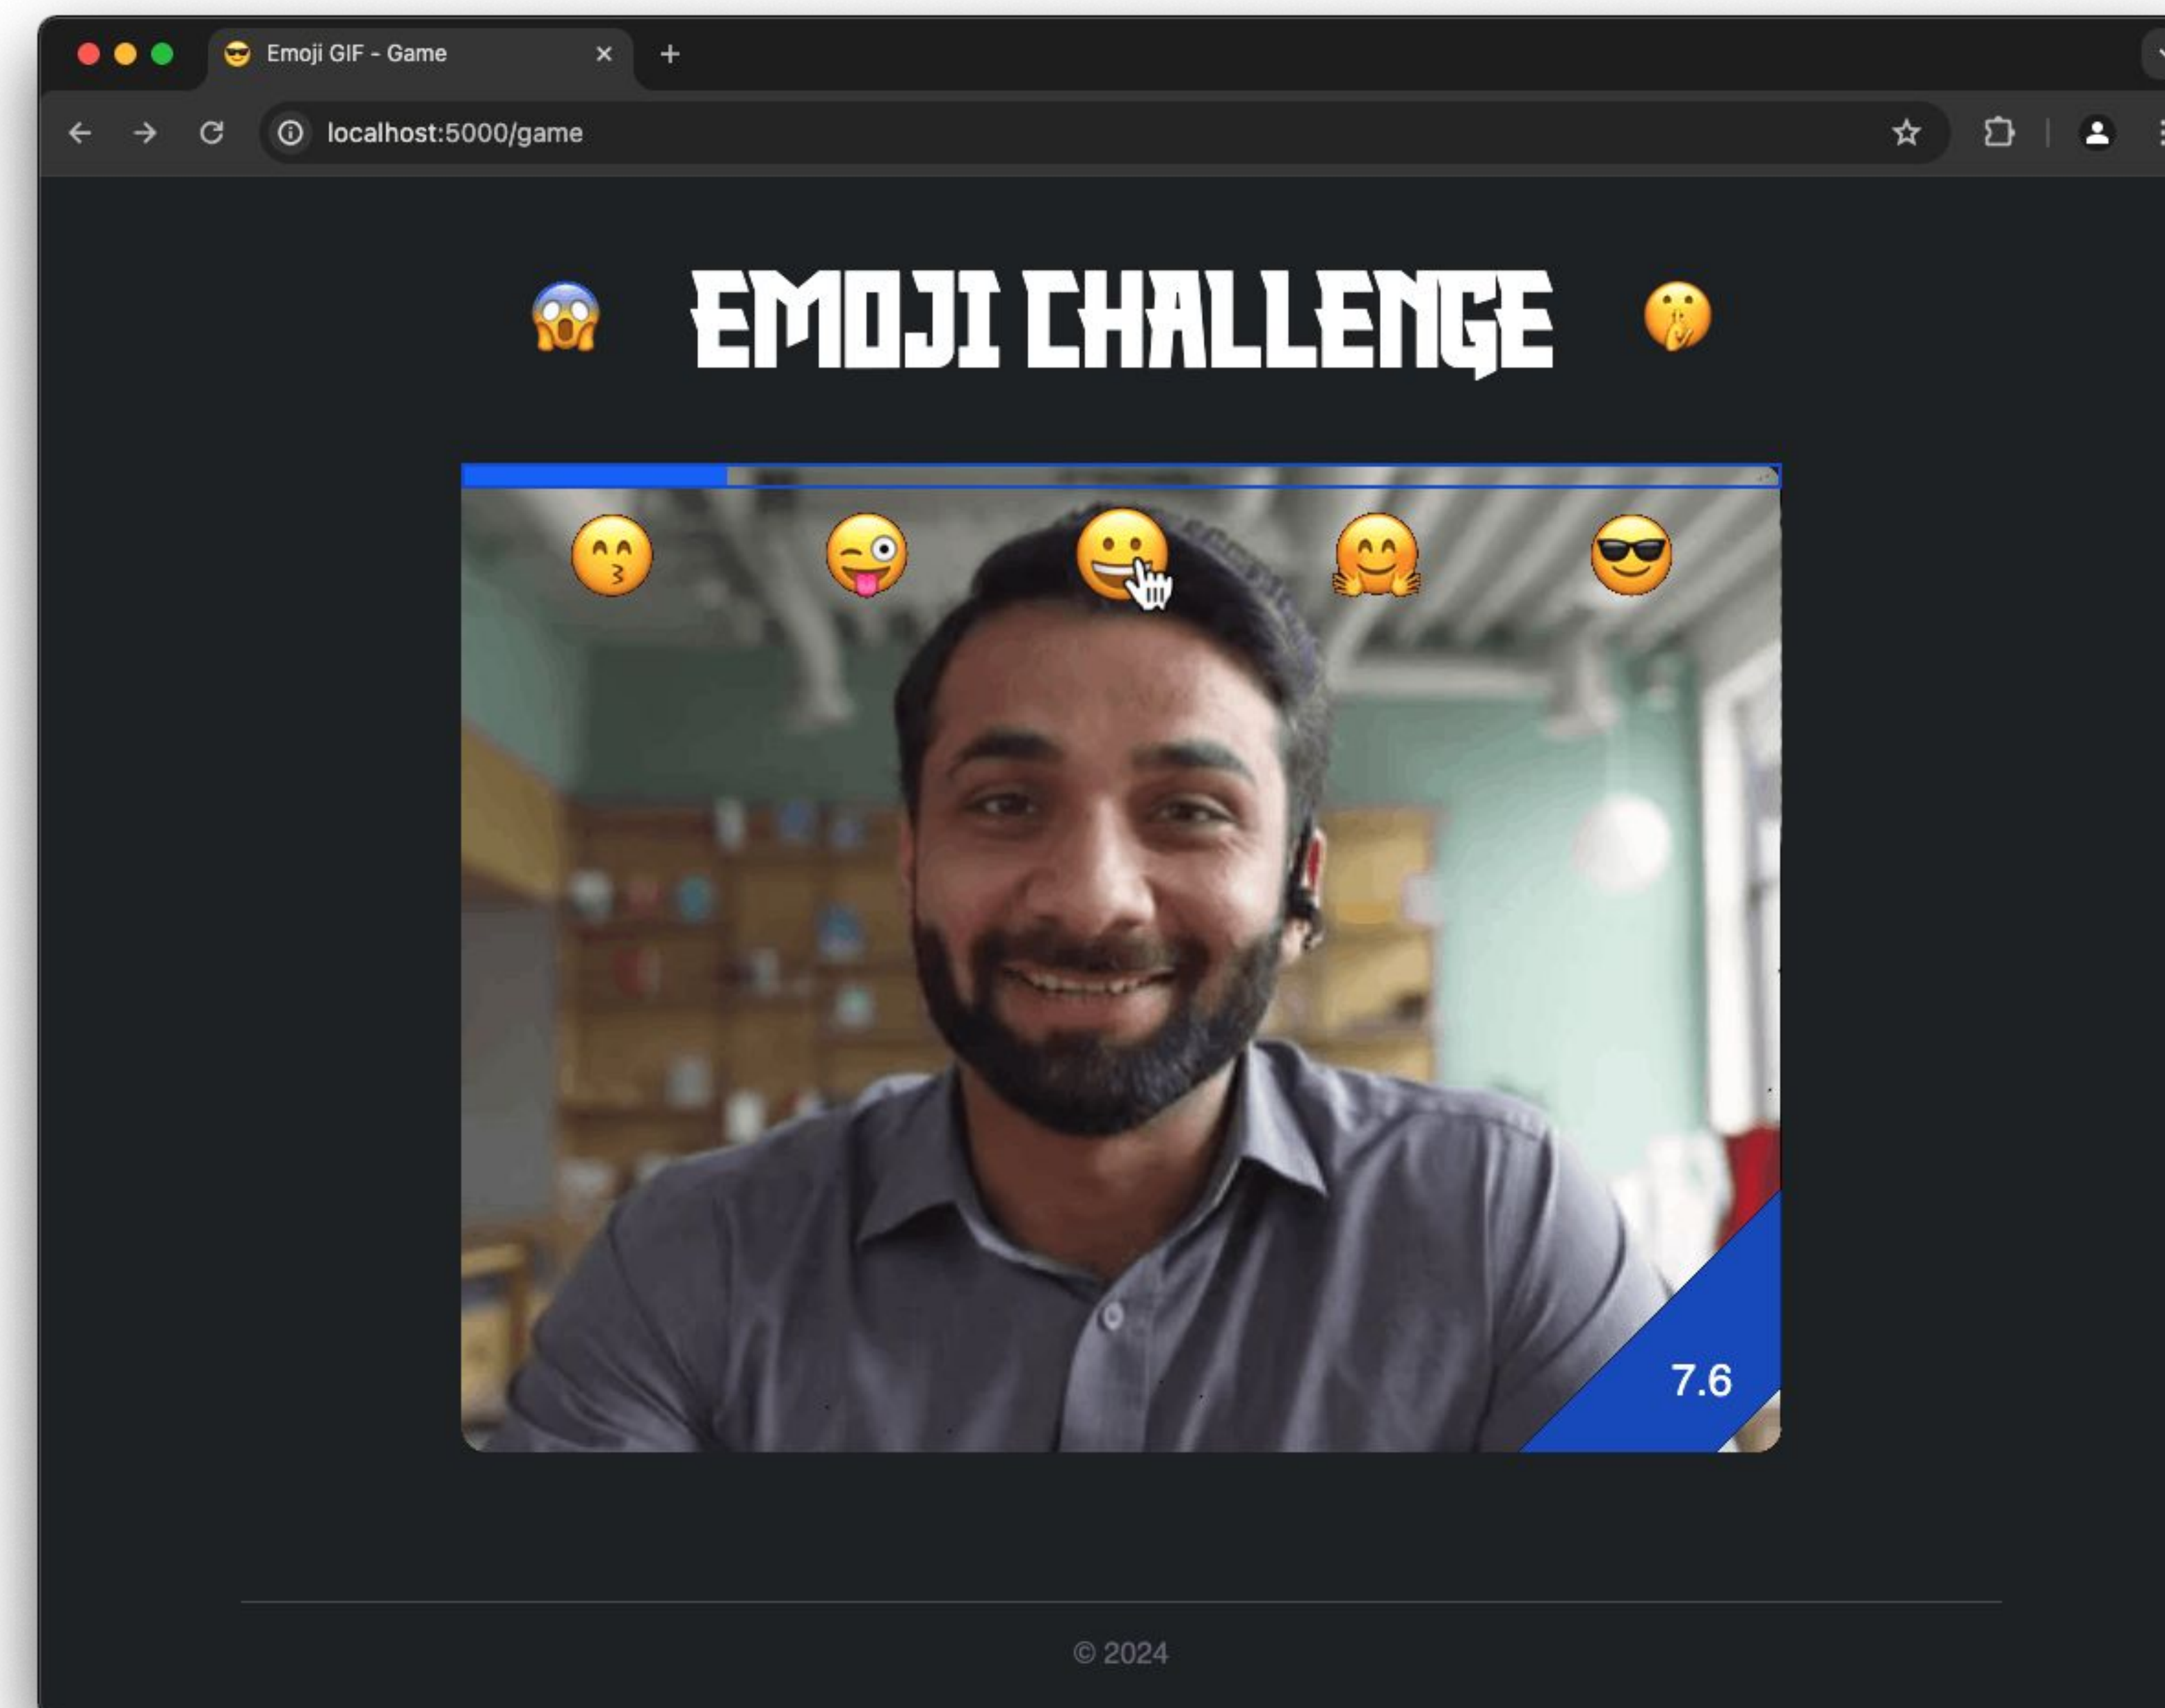 Emoji GIF - Game
localhost:5000/game
EMOJI CHALLENGE
7.6
© 2024